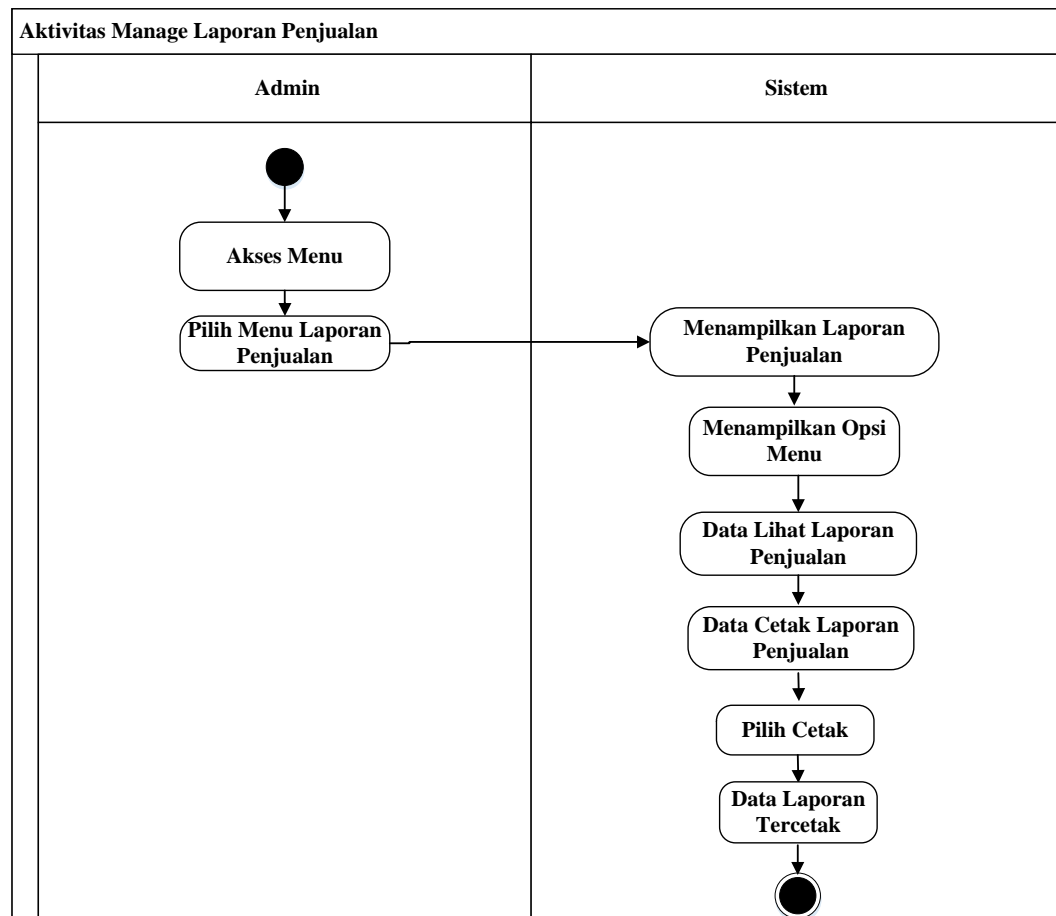 Aktivitas Manage Laporan Penjualan
Admin
Sistem
Akses Menu
Pilih Menu Laporan
Penjualan
Menampilkan Laporan
Penjualan
Menampilkan Opsi
Menu
Data Lihat Laporan
Penjualan
Data Cetak Laporan
Penjualan
Pilih Cetak
Data Laporan
Tercetak